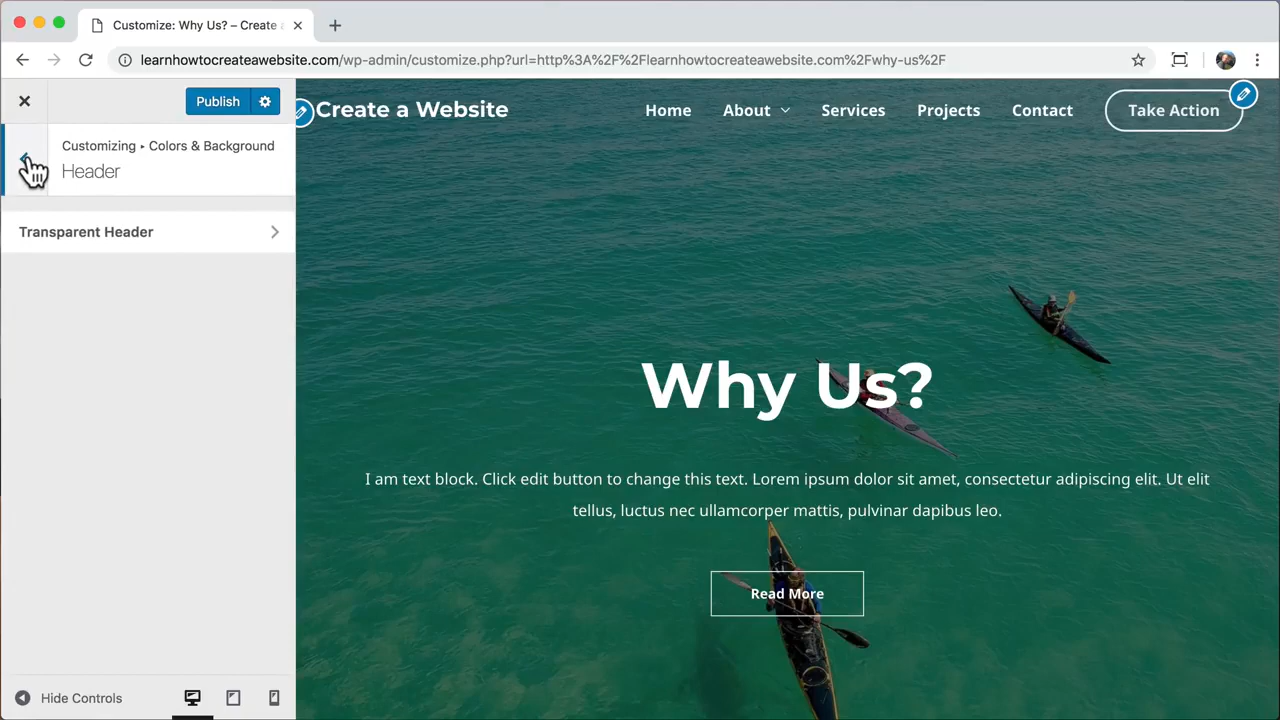 Customize: Why Us? – Create a
learnhowtocreateawebsite.com/wp-admin/customize.php?url=http%3A%2F%2Flearnhowtocreateawebsite.com%2Fwhy-us%2F
Publish
Customizing ▸ Colors & Background
Header
Transparent Header
Hide Controls
Create a Website
Home About Services Projects Contact Take Action
Why Us?
I am text block. Click edit button to change this text. Lorem ipsum dolor sit amet, consectetur adipiscing elit. Ut elit
tellus, luctus nec ullamcorper mattis, pulvinar dapibus leo.
Read More